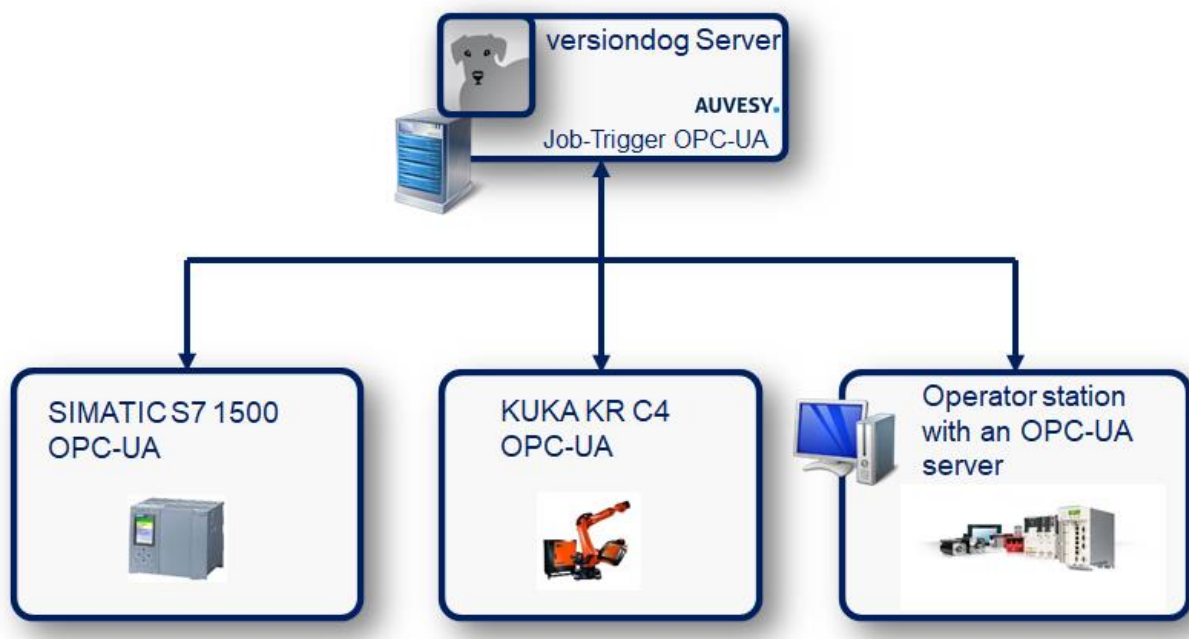 versiondog Server
AUVESY.
Job-Trigger OPC-UA
SIMATIC S7 1500
OPC-UA
KUKA KR C4
OPC-UA
Operator station
with an OPC-UA
server